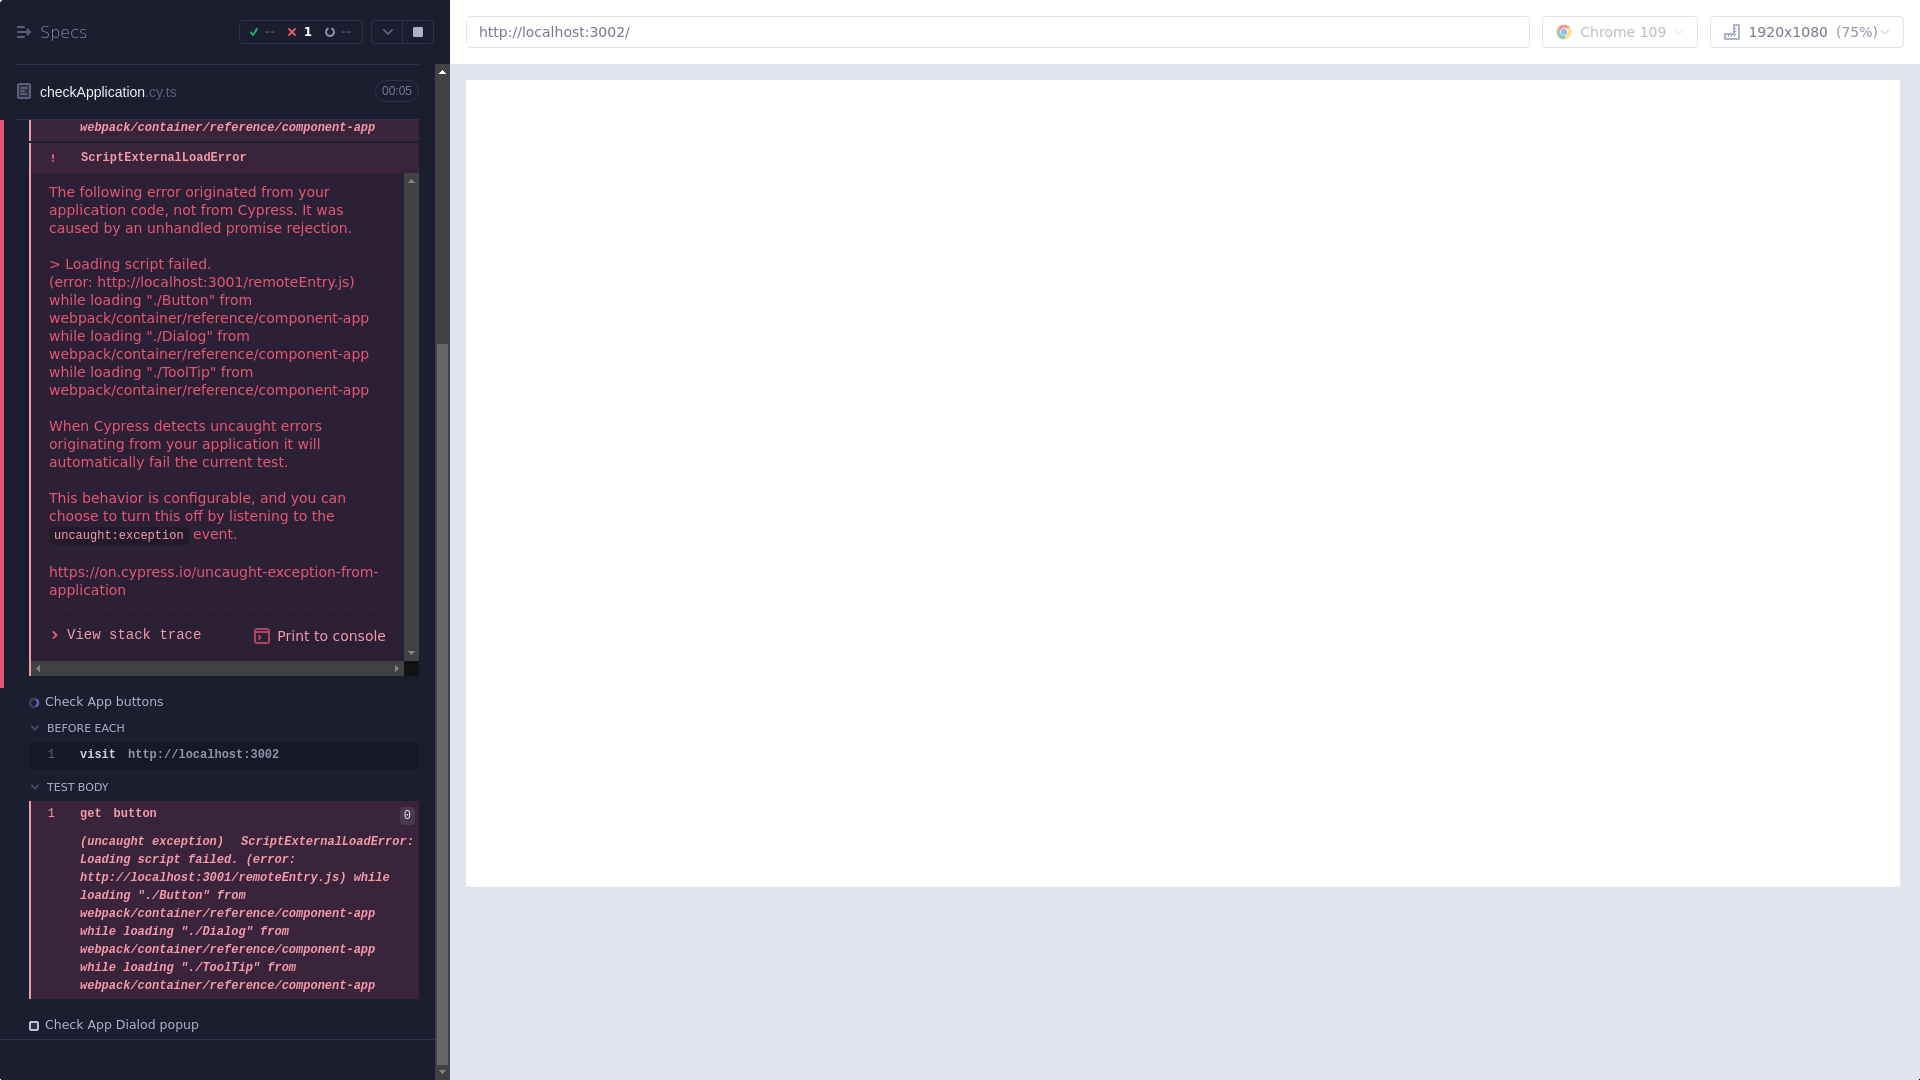 Specs
--
1
--
http://localhost:3002/
Chrome 109
1920x1080 (75%)
checkApplication.cy.ts
00:05
webpack/container/reference/component-app
! ScriptExternalLoadError
The following error originated from your
application code, not from Cypress. It was
caused by an unhandled promise rejection.
> Loading script failed.
(error: http://localhost:3001/remoteEntry.js)
while loading "./Button" from
webpack/container/reference/component-app
while loading "./Dialog" from
webpack/container/reference/component-app
while loading "./ToolTip" from
webpack/container/reference/component-app
When Cypress detects uncaught errors
originating from your application it will
automatically fail the current test.
This behavior is configurable, and you can
choose to turn this off by listening to the
uncaught:exception event.
https://on.cypress.io/uncaught-exception-from-
application
View stack trace
Print to console
Check App buttons
BEFORE EACH
1 visit http://localhost:3002
TEST BODY
1 get button 0
(uncaught exception) ScriptExternalLoadError:
Loading script failed. (error:
http://localhost:3001/remoteEntry.js) while
loading "./Button" from
webpack/container/reference/component-app
while loading "./Dialog" from
webpack/container/reference/component-app
while loading "./ToolTip" from
webpack/container/reference/component-app
Check App Dialod popup